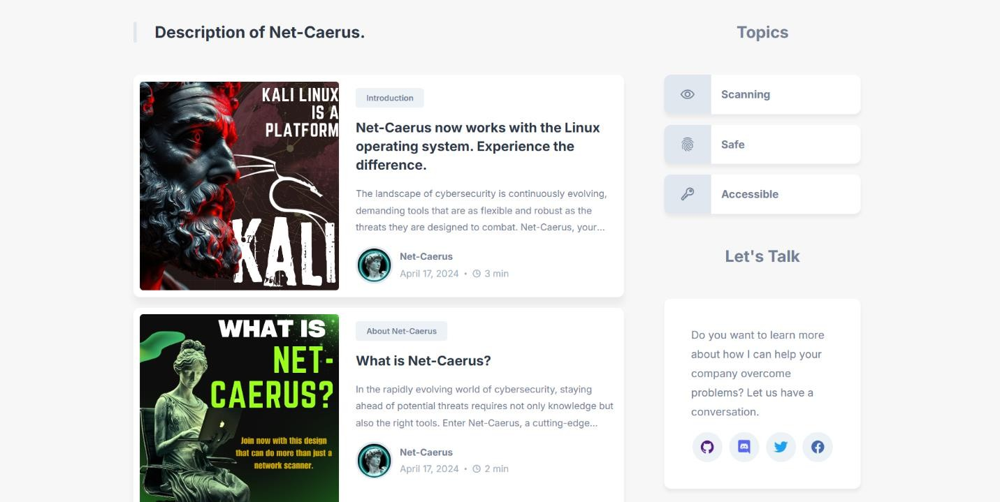 Description of Net-Caerus.
KALI LINUX
IS A
PLATFORM
KALI
Introduction
Net-Caerus now works with the Linux
operating system. Experience the
difference.
The landscape of cybersecurity is continuously evolving,
demanding tools that are as flexible and robust as the
threats they are designed to combat. Net-Caerus, your...
Net-Caerus
April 17, 2024 • 3 min
WHAT IS
NET-
CAERUS?
Join now with this design
that can do more than just a
network scanner.
About Net-Caerus
What is Net-Caerus?
In the rapidly evolving world of cybersecurity, staying
ahead of potential threats requires not only knowledge but
also the right tools. Enter Net-Caerus, a cutting-edge...
Net-Caerus
April 17, 2024 • 2 min
Topics
Scanning
Safe
Accessible
Let's Talk
Do you want to learn more
about how I can help your
company overcome
problems? Let us have a
conversation.